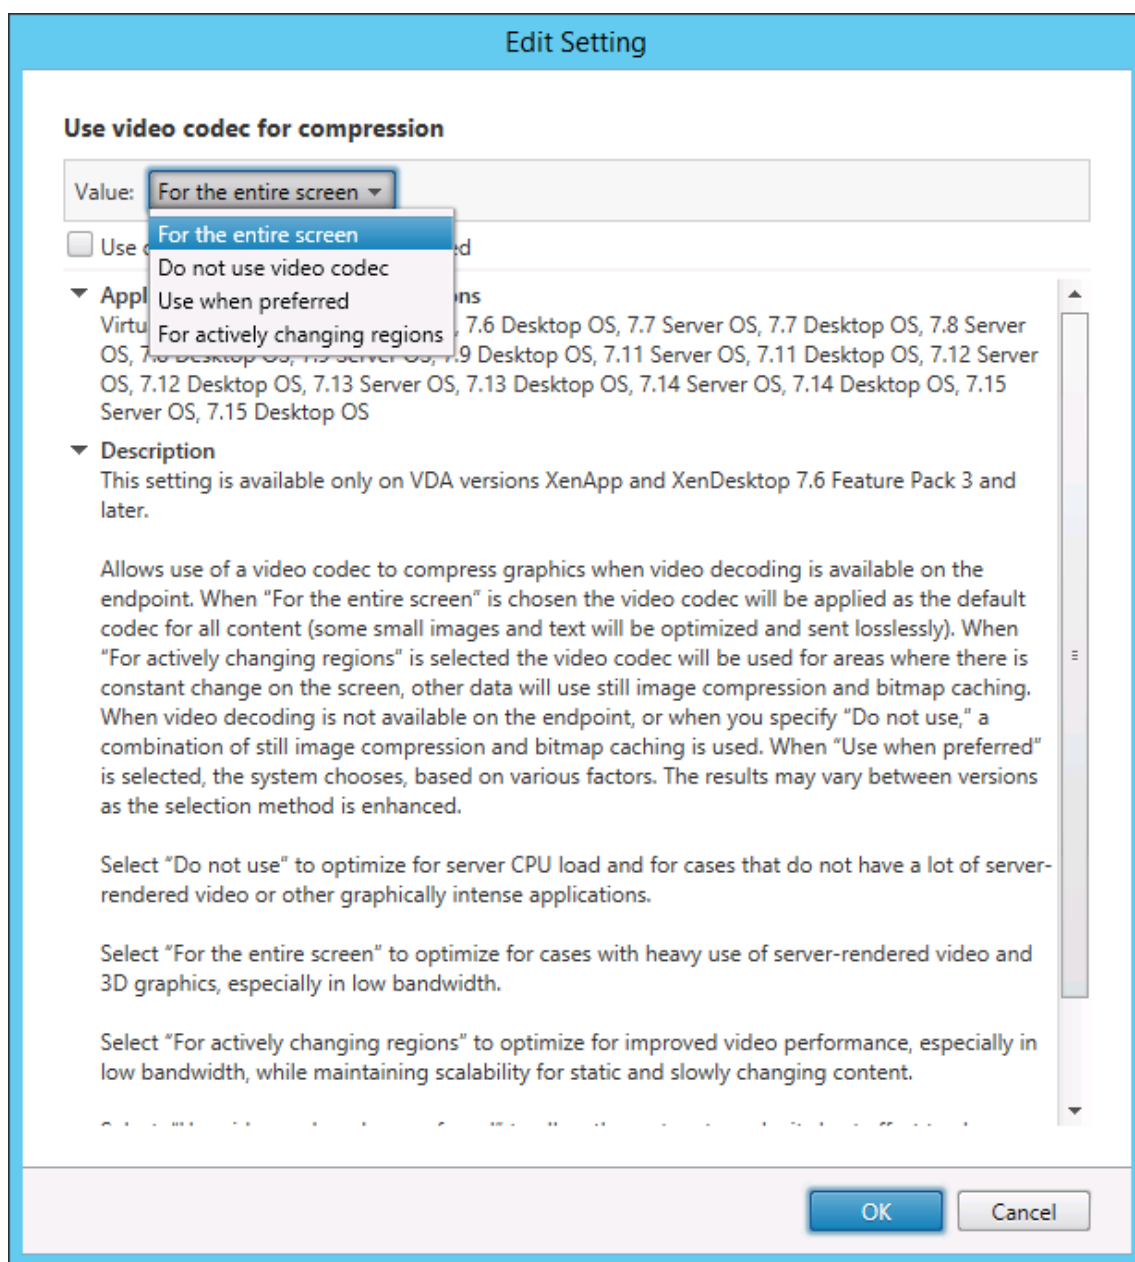 Edit Setting
Use video codec for compression
Value: For the entire screen
For the entire screen
Use
Do not use video codec
Use when preferred
For actively changing regions
Appl
Virtu , 7.6 Desktop OS, 7.7 Server OS, 7.7 Desktop OS, 7.8 Server
OS, 7.8 Desktop OS, 7.9 Server OS, 7.9 Desktop OS, 7.11 Server OS, 7.11 Desktop OS, 7.12 Server
OS, 7.12 Desktop OS, 7.13 Server OS, 7.13 Desktop OS, 7.14 Server OS, 7.14 Desktop OS, 7.15
Server OS, 7.15 Desktop OS
Description
This setting is available only on VDA versions XenApp and XenDesktop 7.6 Feature Pack 3 and
later.
Allows use of a video codec to compress graphics when video decoding is available on the
endpoint. When “For the entire screen” is chosen the video codec will be applied as the default
codec for all content (some small images and text will be optimized and sent losslessly). When
“For actively changing regions” is selected the video codec will be used for areas where there is
constant change on the screen, other data will use still image compression and bitmap caching.
When video decoding is not available on the endpoint, or when you specify “Do not use,” a
combination of still image compression and bitmap caching is used. When “Use when preferred”
is selected, the system chooses, based on various factors. The results may vary between versions
as the selection method is enhanced.
Select “Do not use” to optimize for server CPU load and for cases that do not have a lot of server-
rendered video or other graphically intense applications.
Select “For the entire screen” to optimize for cases with heavy use of server-rendered video and
3D graphics, especially in low bandwidth.
Select “For actively changing regions” to optimize for improved video performance, especially in
low bandwidth, while maintaining scalability for static and slowly changing content.
OK
Cancel